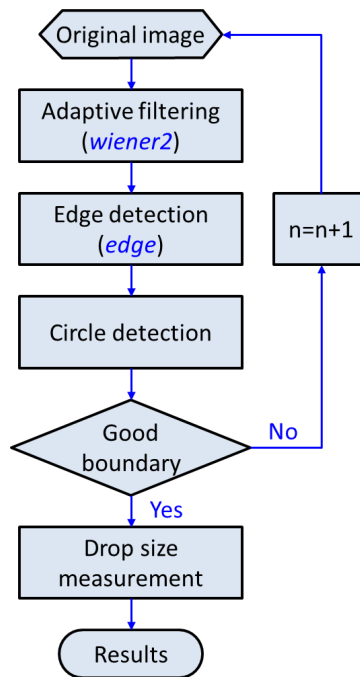 Original image
Adaptive filtering
(wiener2)
Edge detection
(edge)
n=n+1
Circle detection
Good
boundary
No
Yes
Drop size
measurement
Results